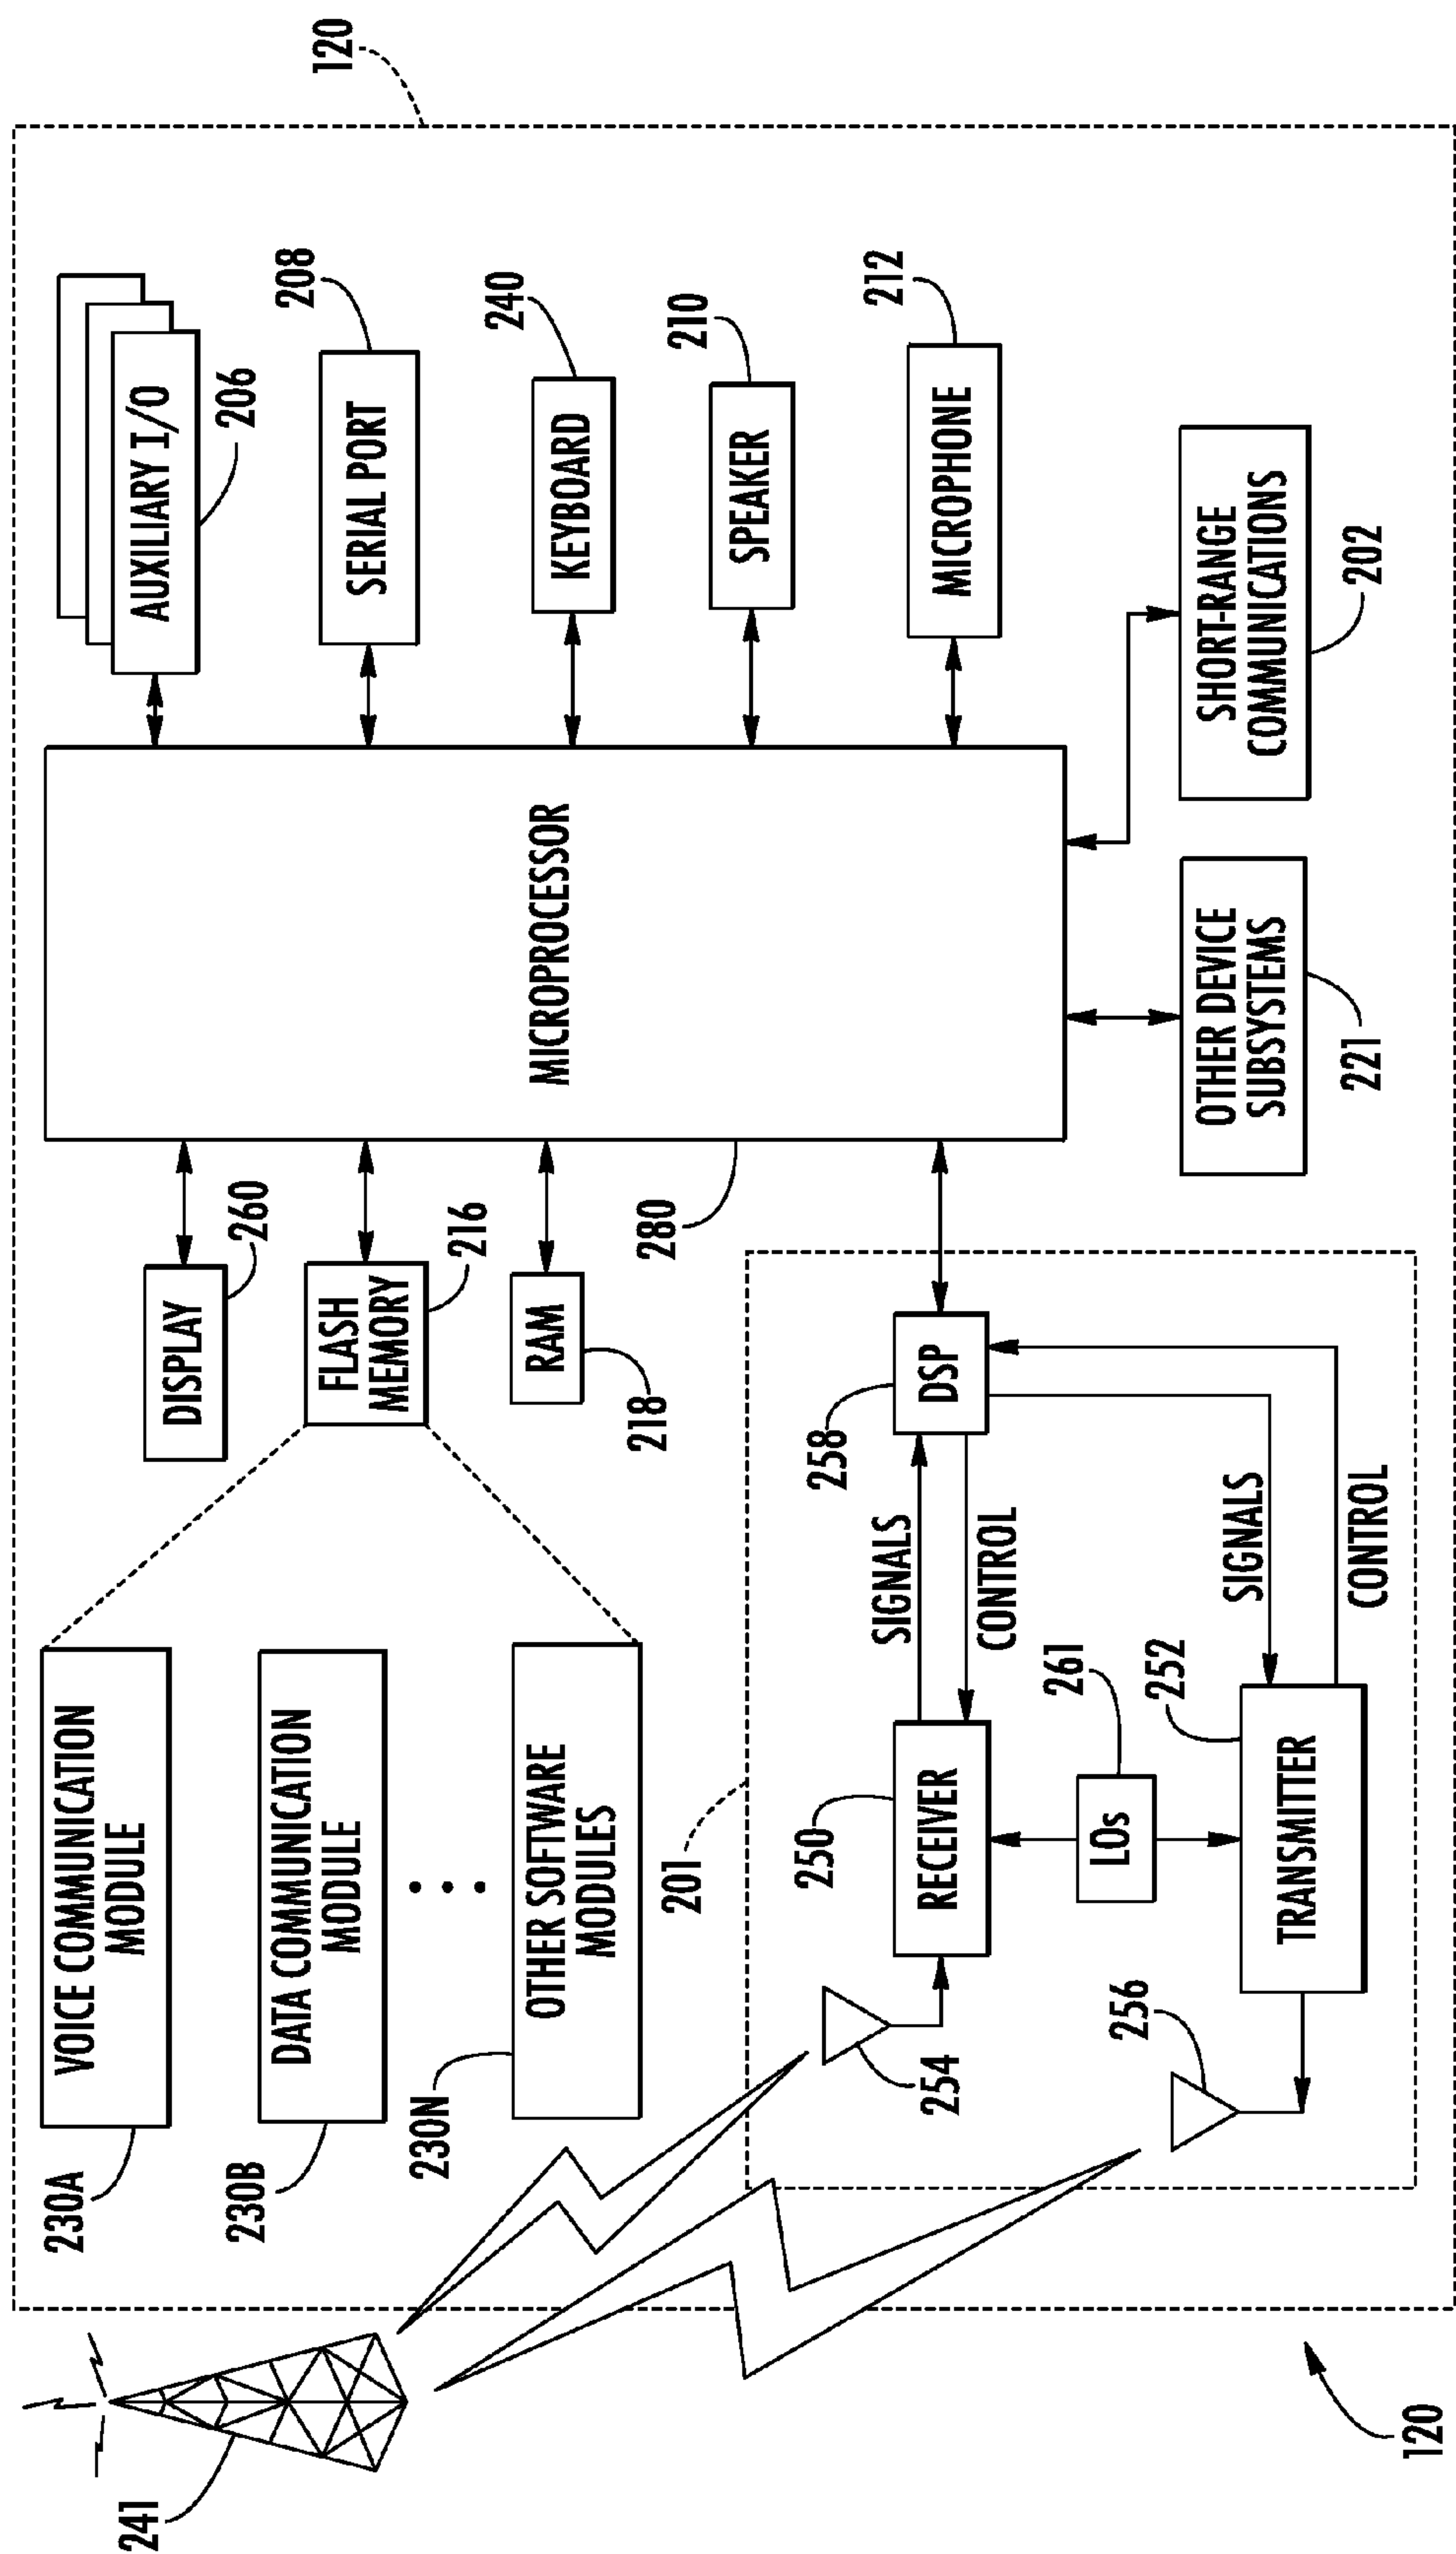 120
VOICE COMMUNICATION
MODULE
230A
DATA COMMUNICATION
MODULE
230B
OTHER SOFTWARE
MODULES
230N
241
DISPLAY
260
FLASH
MEMORY
216
RAM
218
280
MICROPROCESSOR
AUXILIARY I/O
206
SERIAL PORT
208
KEYBOARD
240
SPEAKER
210
MICROPHONE
212
201
250
RECEIVER
254
SIGNALS
CONTROL
258
DSP
261
LOs
252
TRANSMITTER
256
SIGNALS
CONTROL
OTHER DEVICE
SUBSYSTEMS
221
SHORT-RANGE
COMMUNICATIONS
202
120